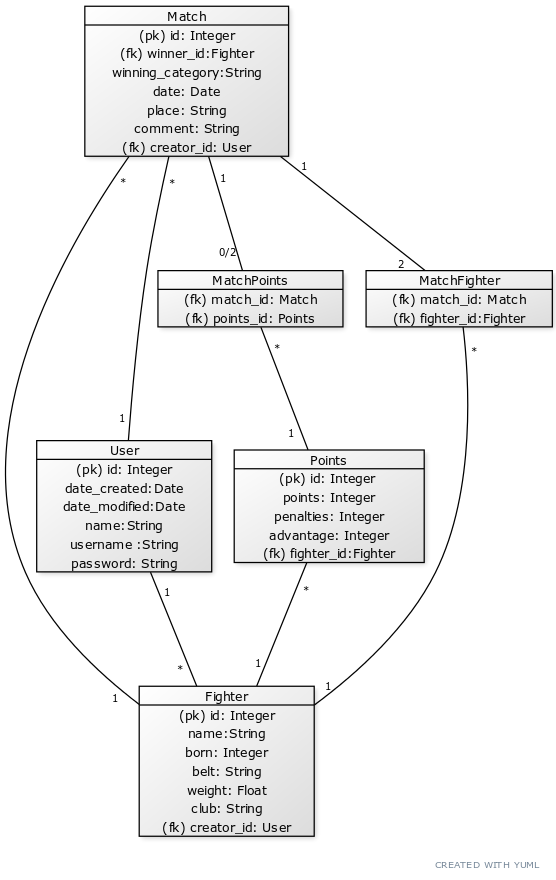 Match
(pk) id: Integer
(fk) winner_id:Fighter
winning_category:String
date: Date
place: String
comment: String
(fk) creator_id: User
*
*
1
1
0/2
2
MatchPoints
(fk) match_id: Match
(fk) points_id: Points
MatchFighter
(fk) match_id: Match
(fk) fighter_id:Fighter
*
*
1
1
User
(pk) id: Integer
date_created:Date
date_modified:Date
name:String
username :String
password: String
Points
(pk) id: Integer
points: Integer
penalties: Integer
advantage: Integer
(fk) fighter_id:Fighter
1
*
*
1
1
1
Fighter
(pk) id: Integer
name:String
born: Integer
belt: String
weight: Float
club: String
(fk) creator_id: User
CREATED WITH YUML